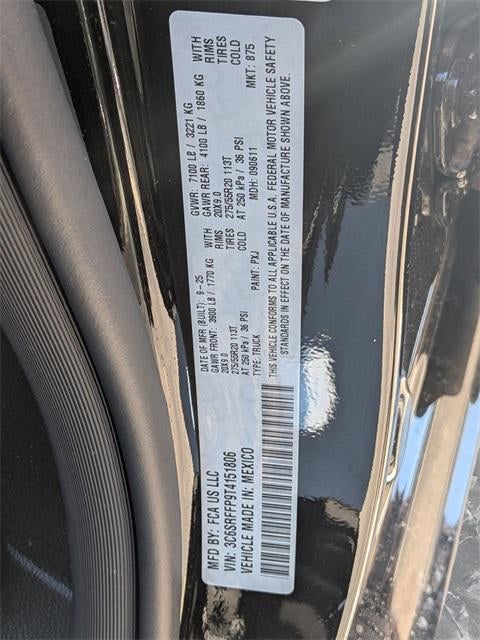 MFD BY: FCA US LLC
DATE OF MFR (BUILT): 9-25
GVWR: 7100 LB / 3221 KG
VIN: 3C6SRFFP9T4151806
GAWR FRONT: 3900 LB / 1770 KG WITH
GAWR REAR: 4100 LB / 1860 KG WITH
VEHICLE MADE IN: MEXICO
20X9.0 RIMS
20X9.0 RIMS
275/55R20 113T TIRES
275/55R20 113T TIRES
AT 250 kPa / 36 PSI COLD
AT 250 kPa / 36 PSI COLD
TYPE: TRUCK PAINT: PXJ MDH: 090611 MKT: 875
THIS VEHICLE CONFORMS TO ALL APPLICABLE U.S.A. FEDERAL MOTOR VEHICLE SAFETY
STANDARDS IN EFFECT ON THE DATE OF MANUFACTURE SHOWN ABOVE.